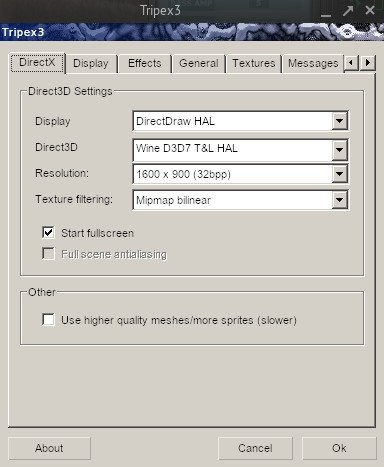 Tripex3
Tripex3
DirectX Display Effects General Textures Messages
Direct3D Settings
Display DirectDraw HAL
Direct3D Wine D3D7 T&L HAL
Resolution: 1600 x 900 (32bpp)
Texture filtering: Mipmap bilinear
Start fullscreen
Full scene antialiasing
Other
Use higher quality meshes/more sprites (slower)
About Cancel Ok